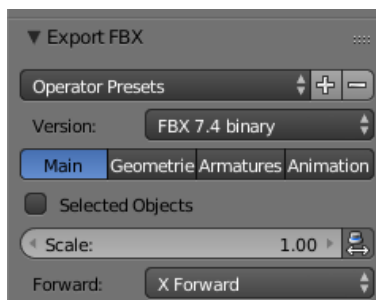 Export FBX
Operator Presets
Version: FBX 7.4 binary
Main Geometrie Armatures Animation
Selected Objects
Scale: 1.00
Forward: X Forward